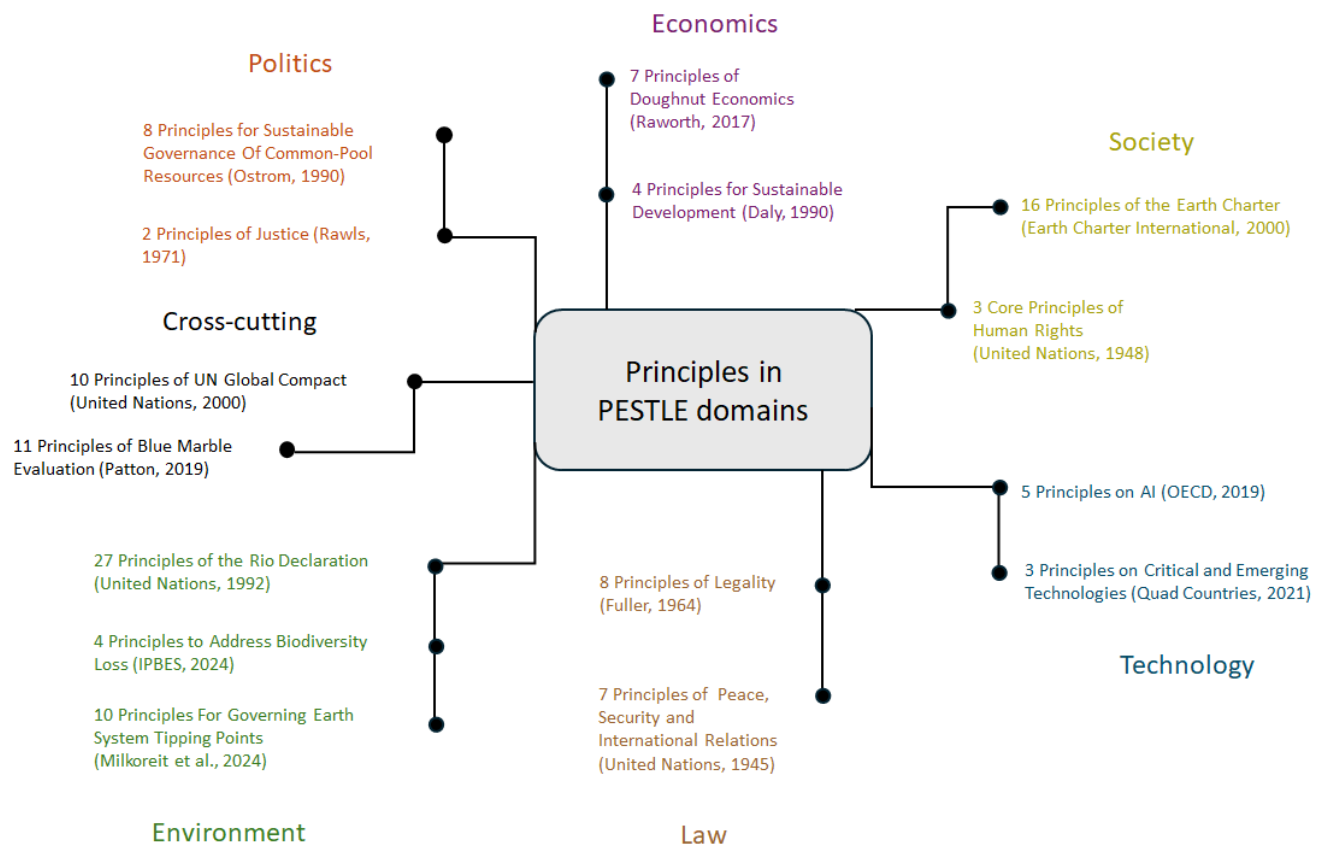 Economics
7 Principles of
Doughnut Economics
(Raworth, 2017)
4 Principles for Sustainable
Development (Daly, 1990)
Politics
8 Principles for Sustainable
Governance Of Common-Pool
Resources (Ostrom, 1990)
2 Principles of Justice (Rawls,
1971)
Society
16 Principles of the Earth Charter
(Earth Charter International, 2000)
3 Core Principles of
Human Rights
(United Nations, 1948)
Cross-cutting
10 Principles of UN Global Compact
(United Nations, 2000)
11 Principles of Blue Marble
Evaluation (Patton, 2019)
Principles in
PESTLE domains
5 Principles on AI (OECD, 2019)
3 Principles on Critical and Emerging
Technologies (Quad Countries, 2021)
Technology
27 Principles of the Rio Declaration
(United Nations, 1992)
4 Principles to Address Biodiversity
Loss (IPBES, 2024)
10 Principles For Governing Earth
System Tipping Points
(Milkoreit et al., 2024)
Environment
8 Principles of Legality
(Fuller, 1964)
7 Principles of Peace,
Security and
International Relations
(United Nations, 1945)
Law